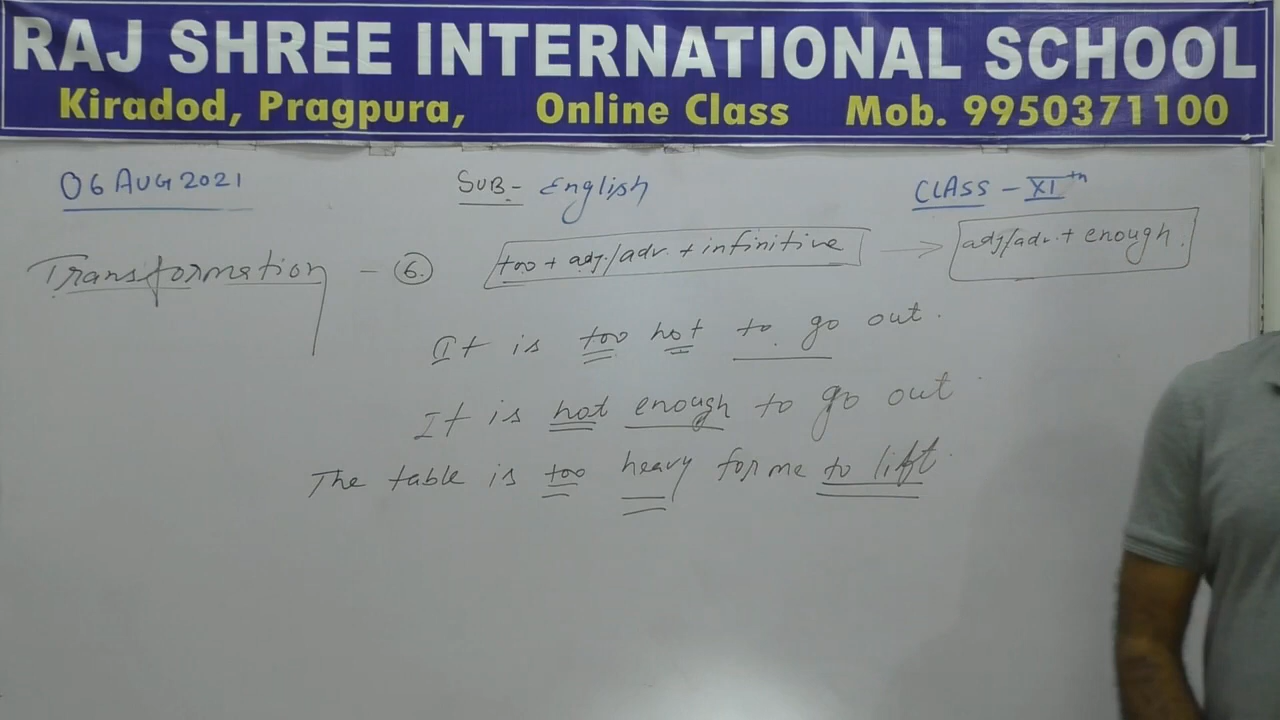 RAJ SHREE INTERNATIONAL SCHOOL
Kiradod, Pragpura, Online Class Mob. 9950371100
06 AUG 2021 SUB- English CLASS - XIth
Transformation - 6. too + adj./adv. + infinitive → adj/adv. + enough.
It is too hot to go out.
It is hot enough to go out.
The table is too heavy for me to lift.